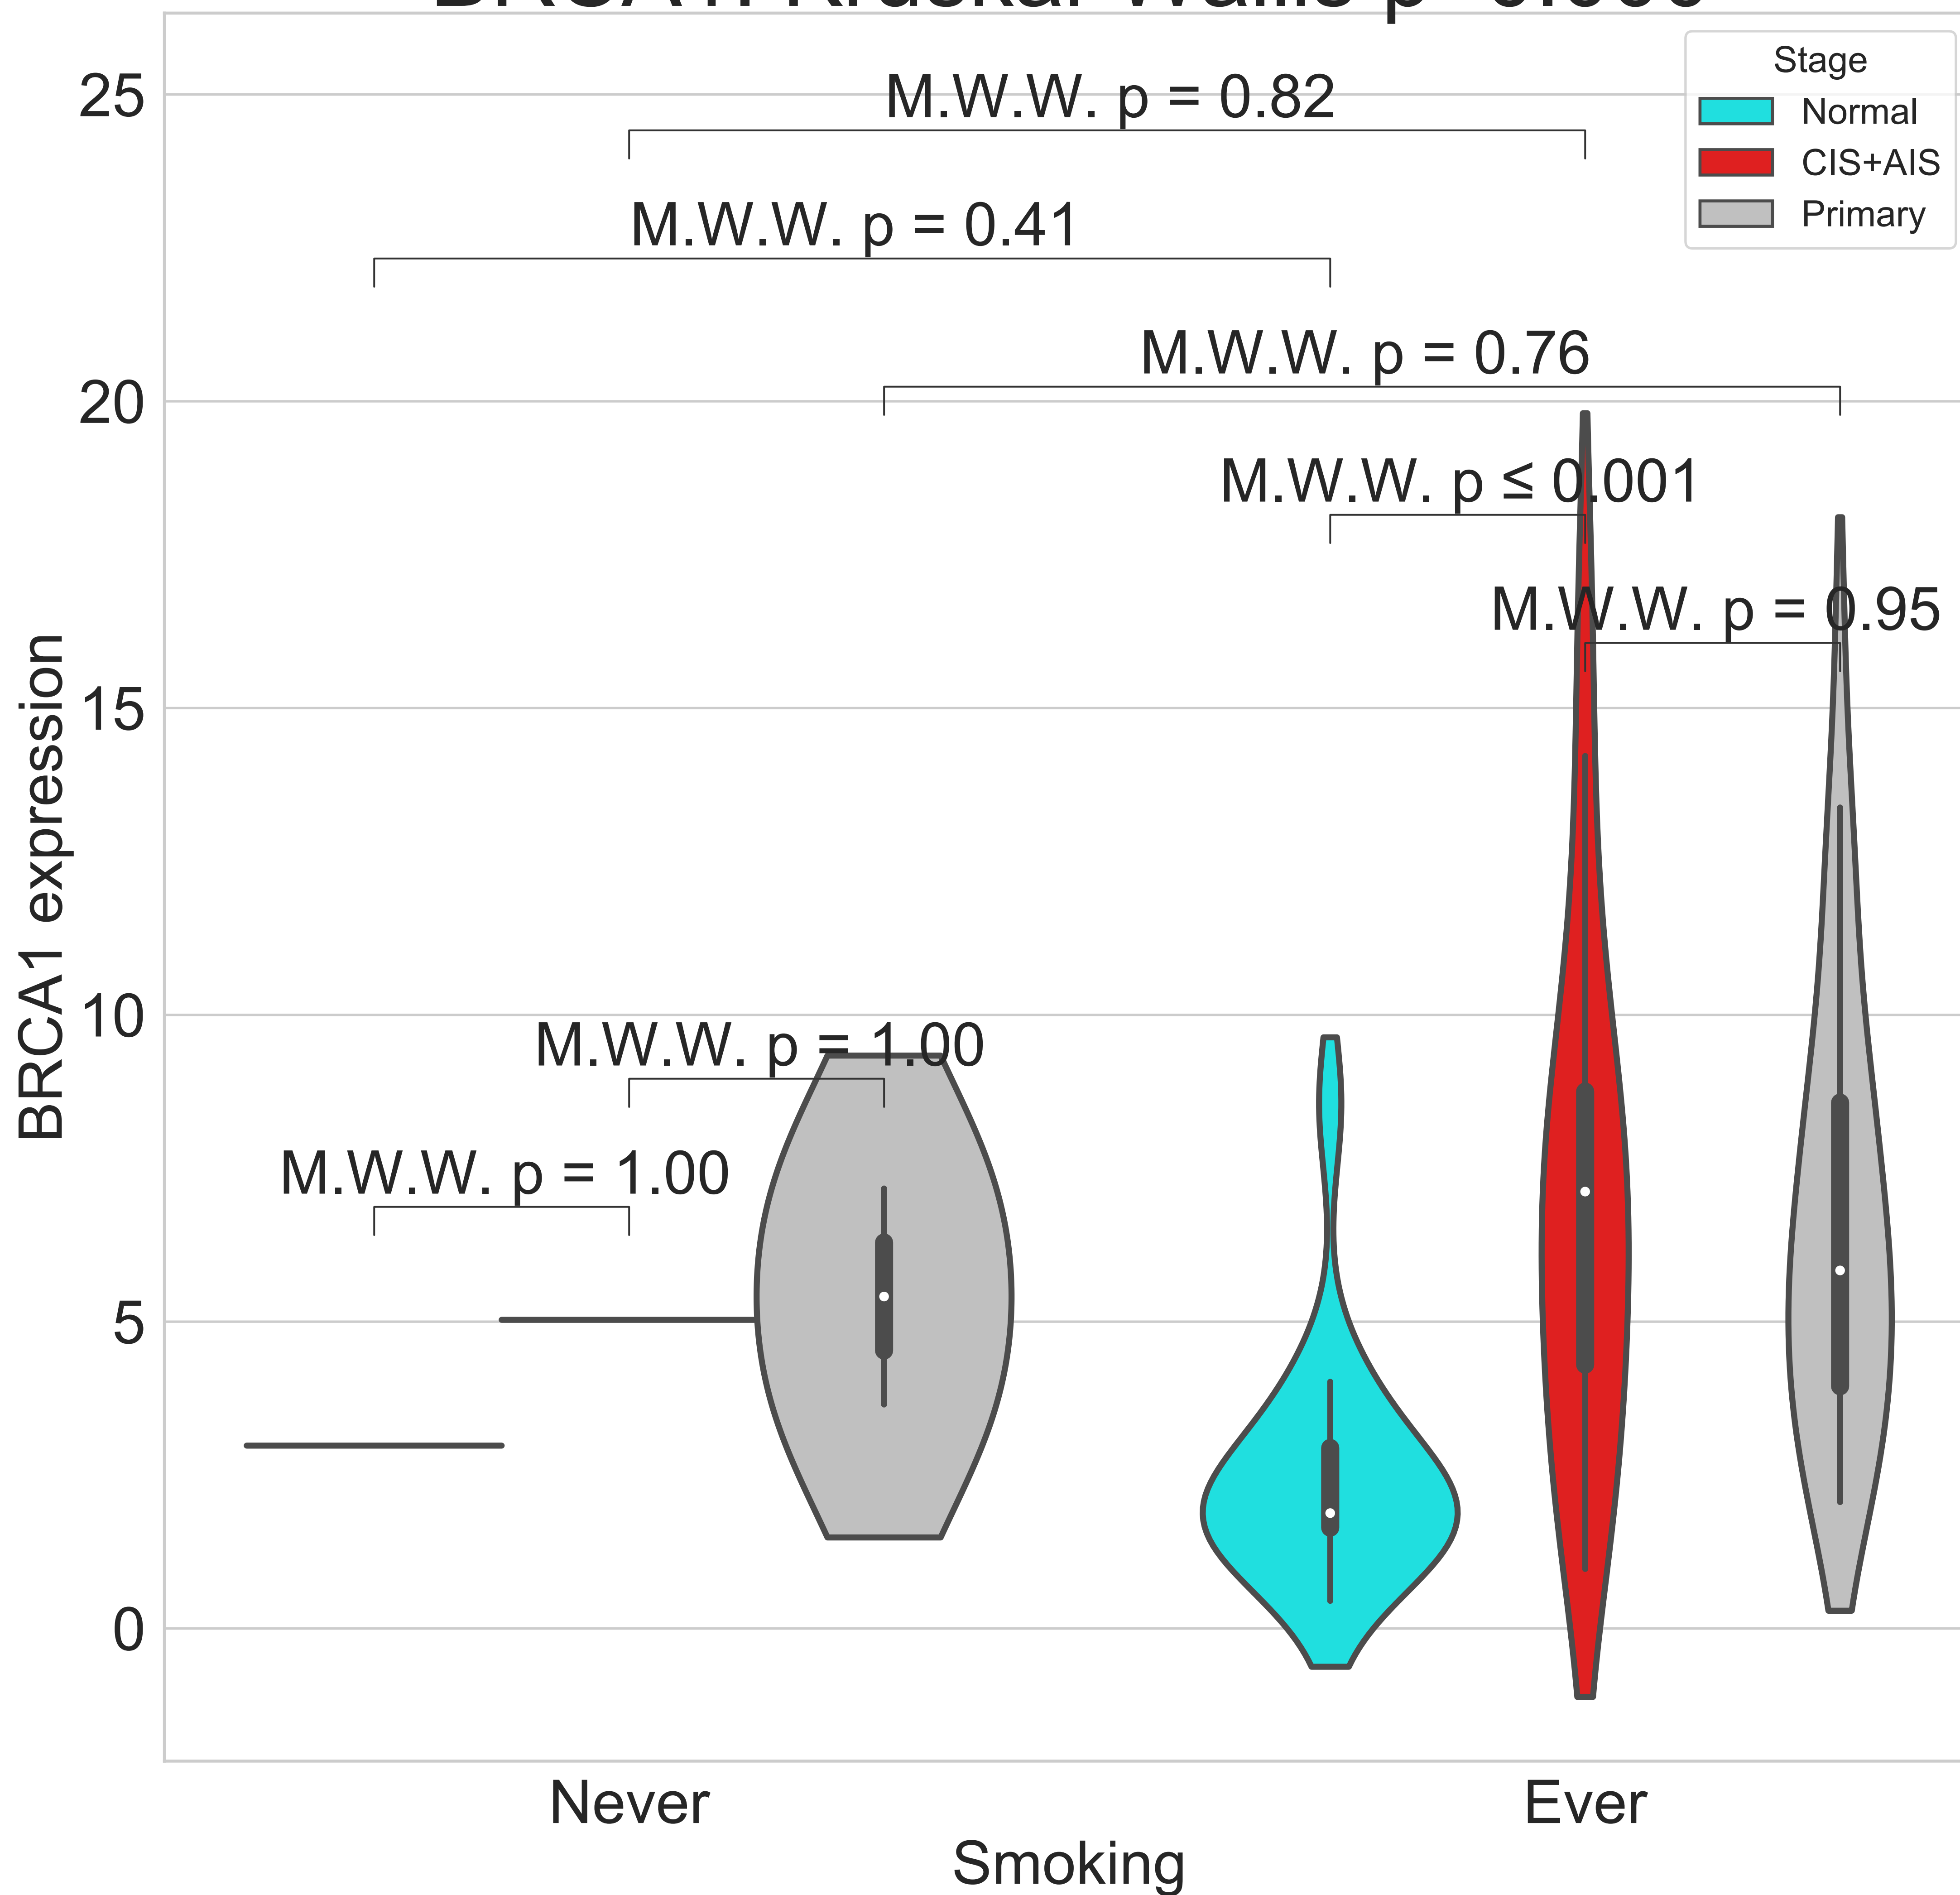 25
20
15
10
5
0
BRCA1 expression
M.W.W. p = 0.82
M.W.W. p = 0.41
M.W.W. p = 0.76
M.W.W. p ≤ 0.001
M.W.W. p = 0.95
M.W.W. p = 1.00
M.W.W. p = 1.00
Stage
Normal
CIS+AIS
Primary
Never
Ever
Smoking